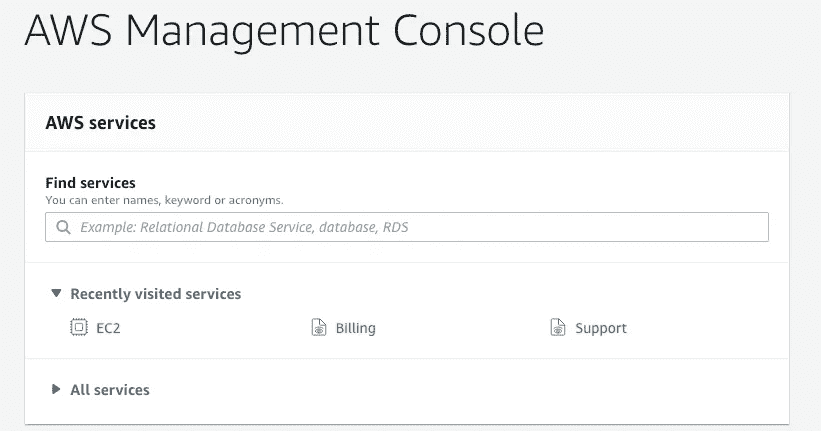 AWS Management Console
AWS services
Find services
You can enter names, keyword or acronyms.
Example: Relational Database Service, database, RDS
Recently visited services
EC2 Billing Support
All services